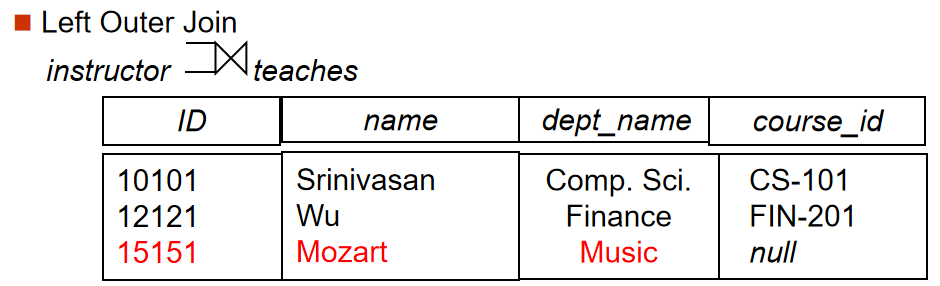 Left Outer Join
instructor ⟕ teaches
ID name dept_name course_id
10101 Srinivasan Comp. Sci. CS-101
12121 Wu Finance FIN-201
15151 Mozart Music null